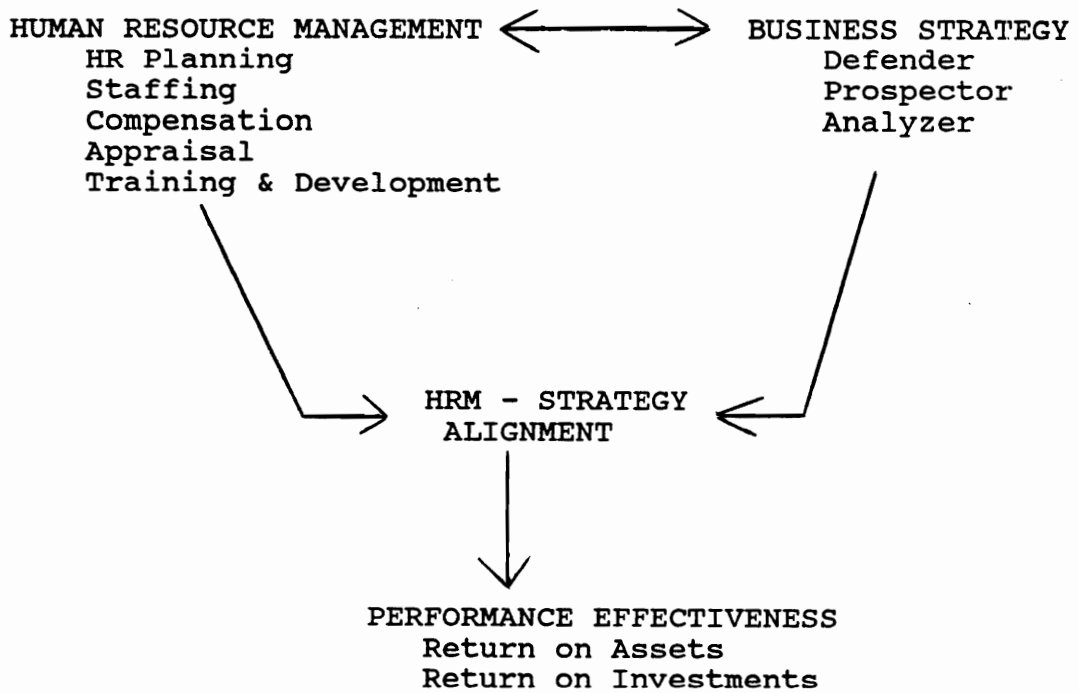 HUMAN RESOURCE MANAGEMENT
HR Planning
Staffing
Compensation
Appraisal
Training & Development
BUSINESS STRATEGY
Defender
Prospector
Analyzer
HRM - STRATEGY
ALIGNMENT
PERFORMANCE EFFECTIVENESS
Return on Assets
Return on Investments